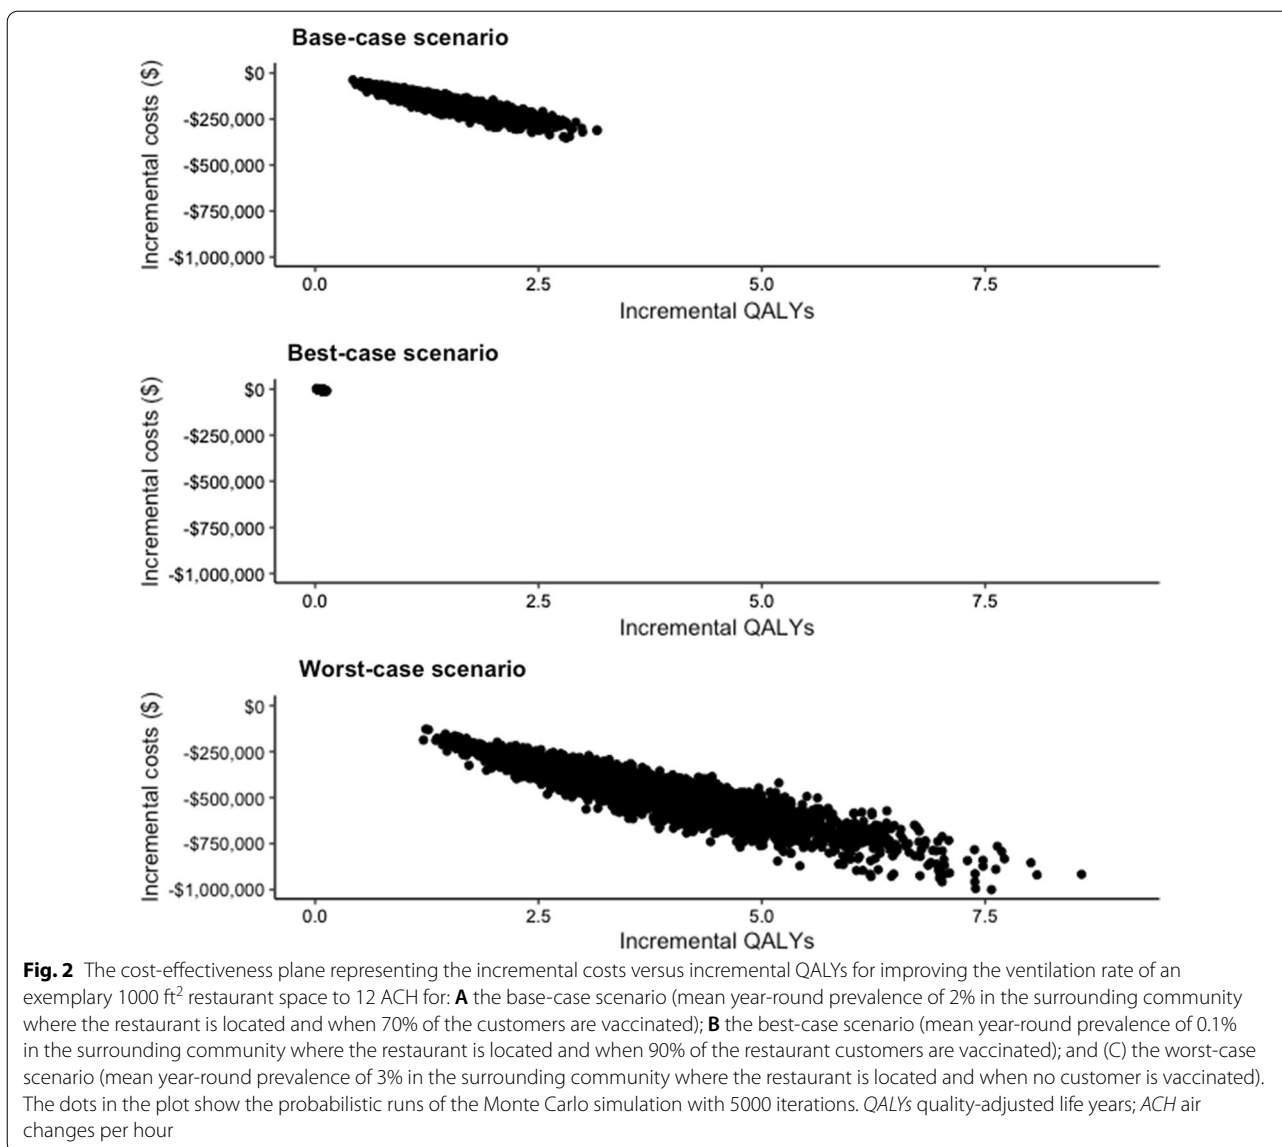 Base-case scenario
Incremental costs ($)
$0
-$250,000
-$500,000
-$750,000
-$1,000,000
0.0 2.5 5.0 7.5
Incremental QALYs
Best-case scenario
Incremental costs ($)
$0
-$250,000
-$500,000
-$750,000
-$1,000,000
0.0 2.5 5.0 7.5
Incremental QALYs
Worst-case scenario
Incremental costs ($)
$0
-$250,000
-$500,000
-$750,000
-$1,000,000
0.0 2.5 5.0 7.5
Incremental QALYs
Fig. 2 The cost-effectiveness plane representing the incremental costs versus incremental QALYs for improving the ventilation rate of an
exemplary 1000 ft² restaurant space to 12 ACH for: A the base-case scenario (mean year-round prevalence of 2% in the surrounding community
where the restaurant is located and when 70% of the customers are vaccinated); B the best-case scenario (mean year-round prevalence of 0.1%
in the surrounding community where the restaurant is located and when 90% of the restaurant customers are vaccinated); and (C) the worst-case
scenario (mean year-round prevalence of 3% in the surrounding community where the restaurant is located and when no customer is vaccinated).
The dots in the plot show the probabilistic runs of the Monte Carlo simulation with 5000 iterations. QALYs quality-adjusted life years; ACH air
changes per hour